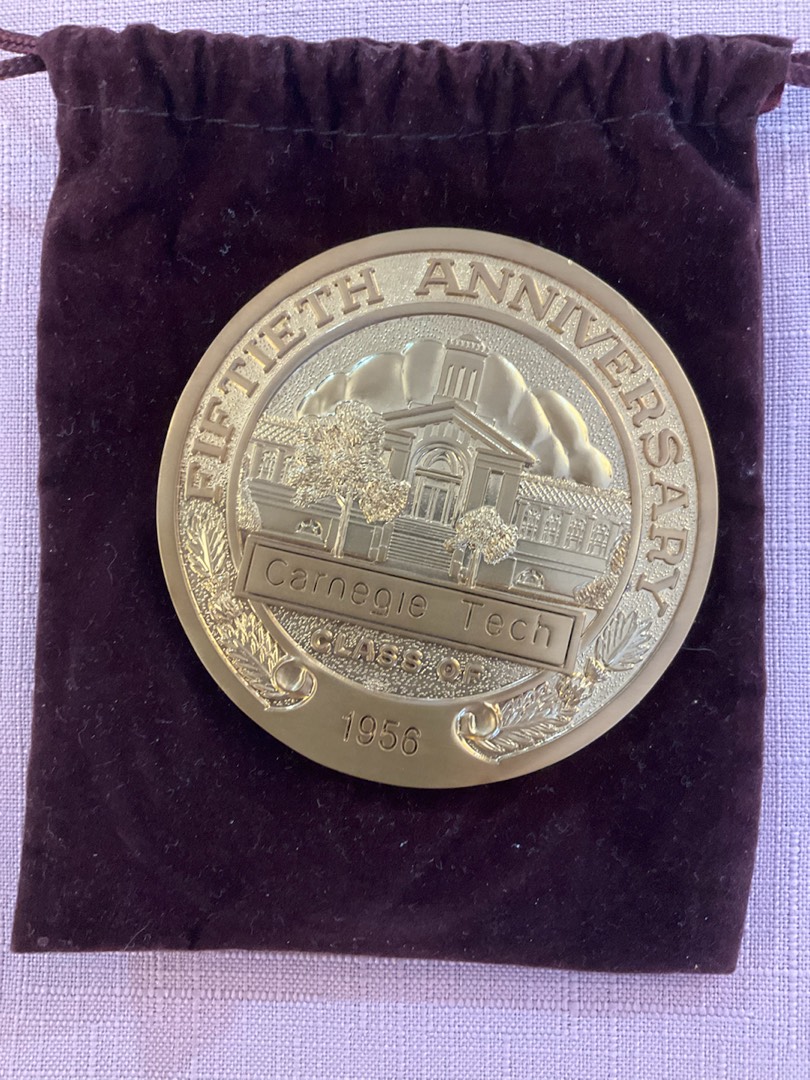 FIFTIETH ANNIVERSARY
Carnegie Tech
CLASS OF
1956